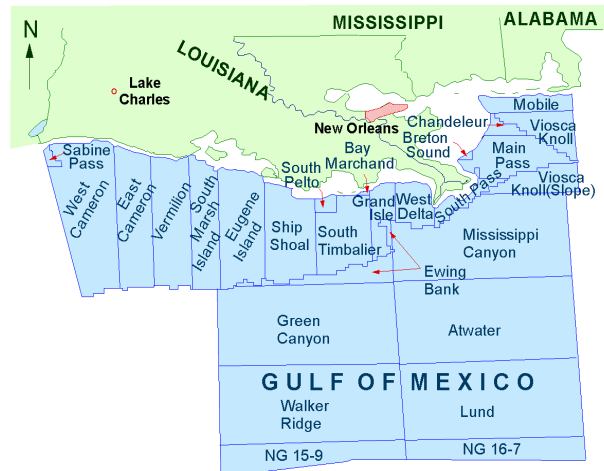 MISSISSIPPI
ALABAMA
N
LOUISIANA
Lake
Charles
New Orleans
Chandeleur
Breton
Sound
Mobile
Viosca
Knoll
Main
Pass
Viosca
Knoll(Slope)
Sabine
Pass
Bay
Marchand
South
Pelto
West
Cameron
East
Cameron
Vermilion
South
Marsh
Island
Eugene
Island
Ship
Shoal
South
Timbalier
Grand
Isle
West
Delta
South Pass
Mississippi
Canyon
Ewing
Bank
Green
Canyon
Atwater
GULF OF MEXICO
Walker
Ridge
Lund
NG 15-9
NG 16-7